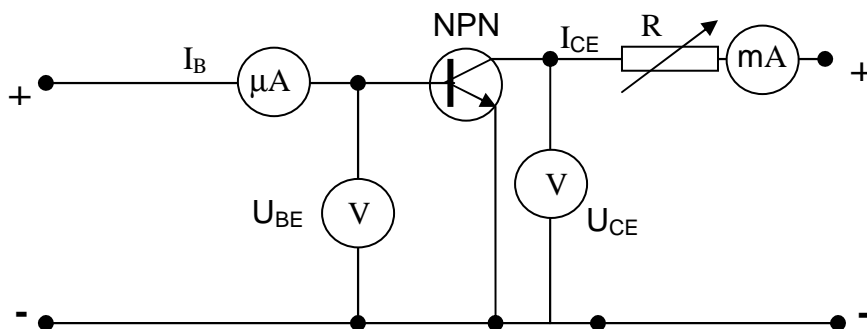 NPN
I_B
I_CE
R
+
μA
mA
+
U_BE
V
V
U_CE
-
-